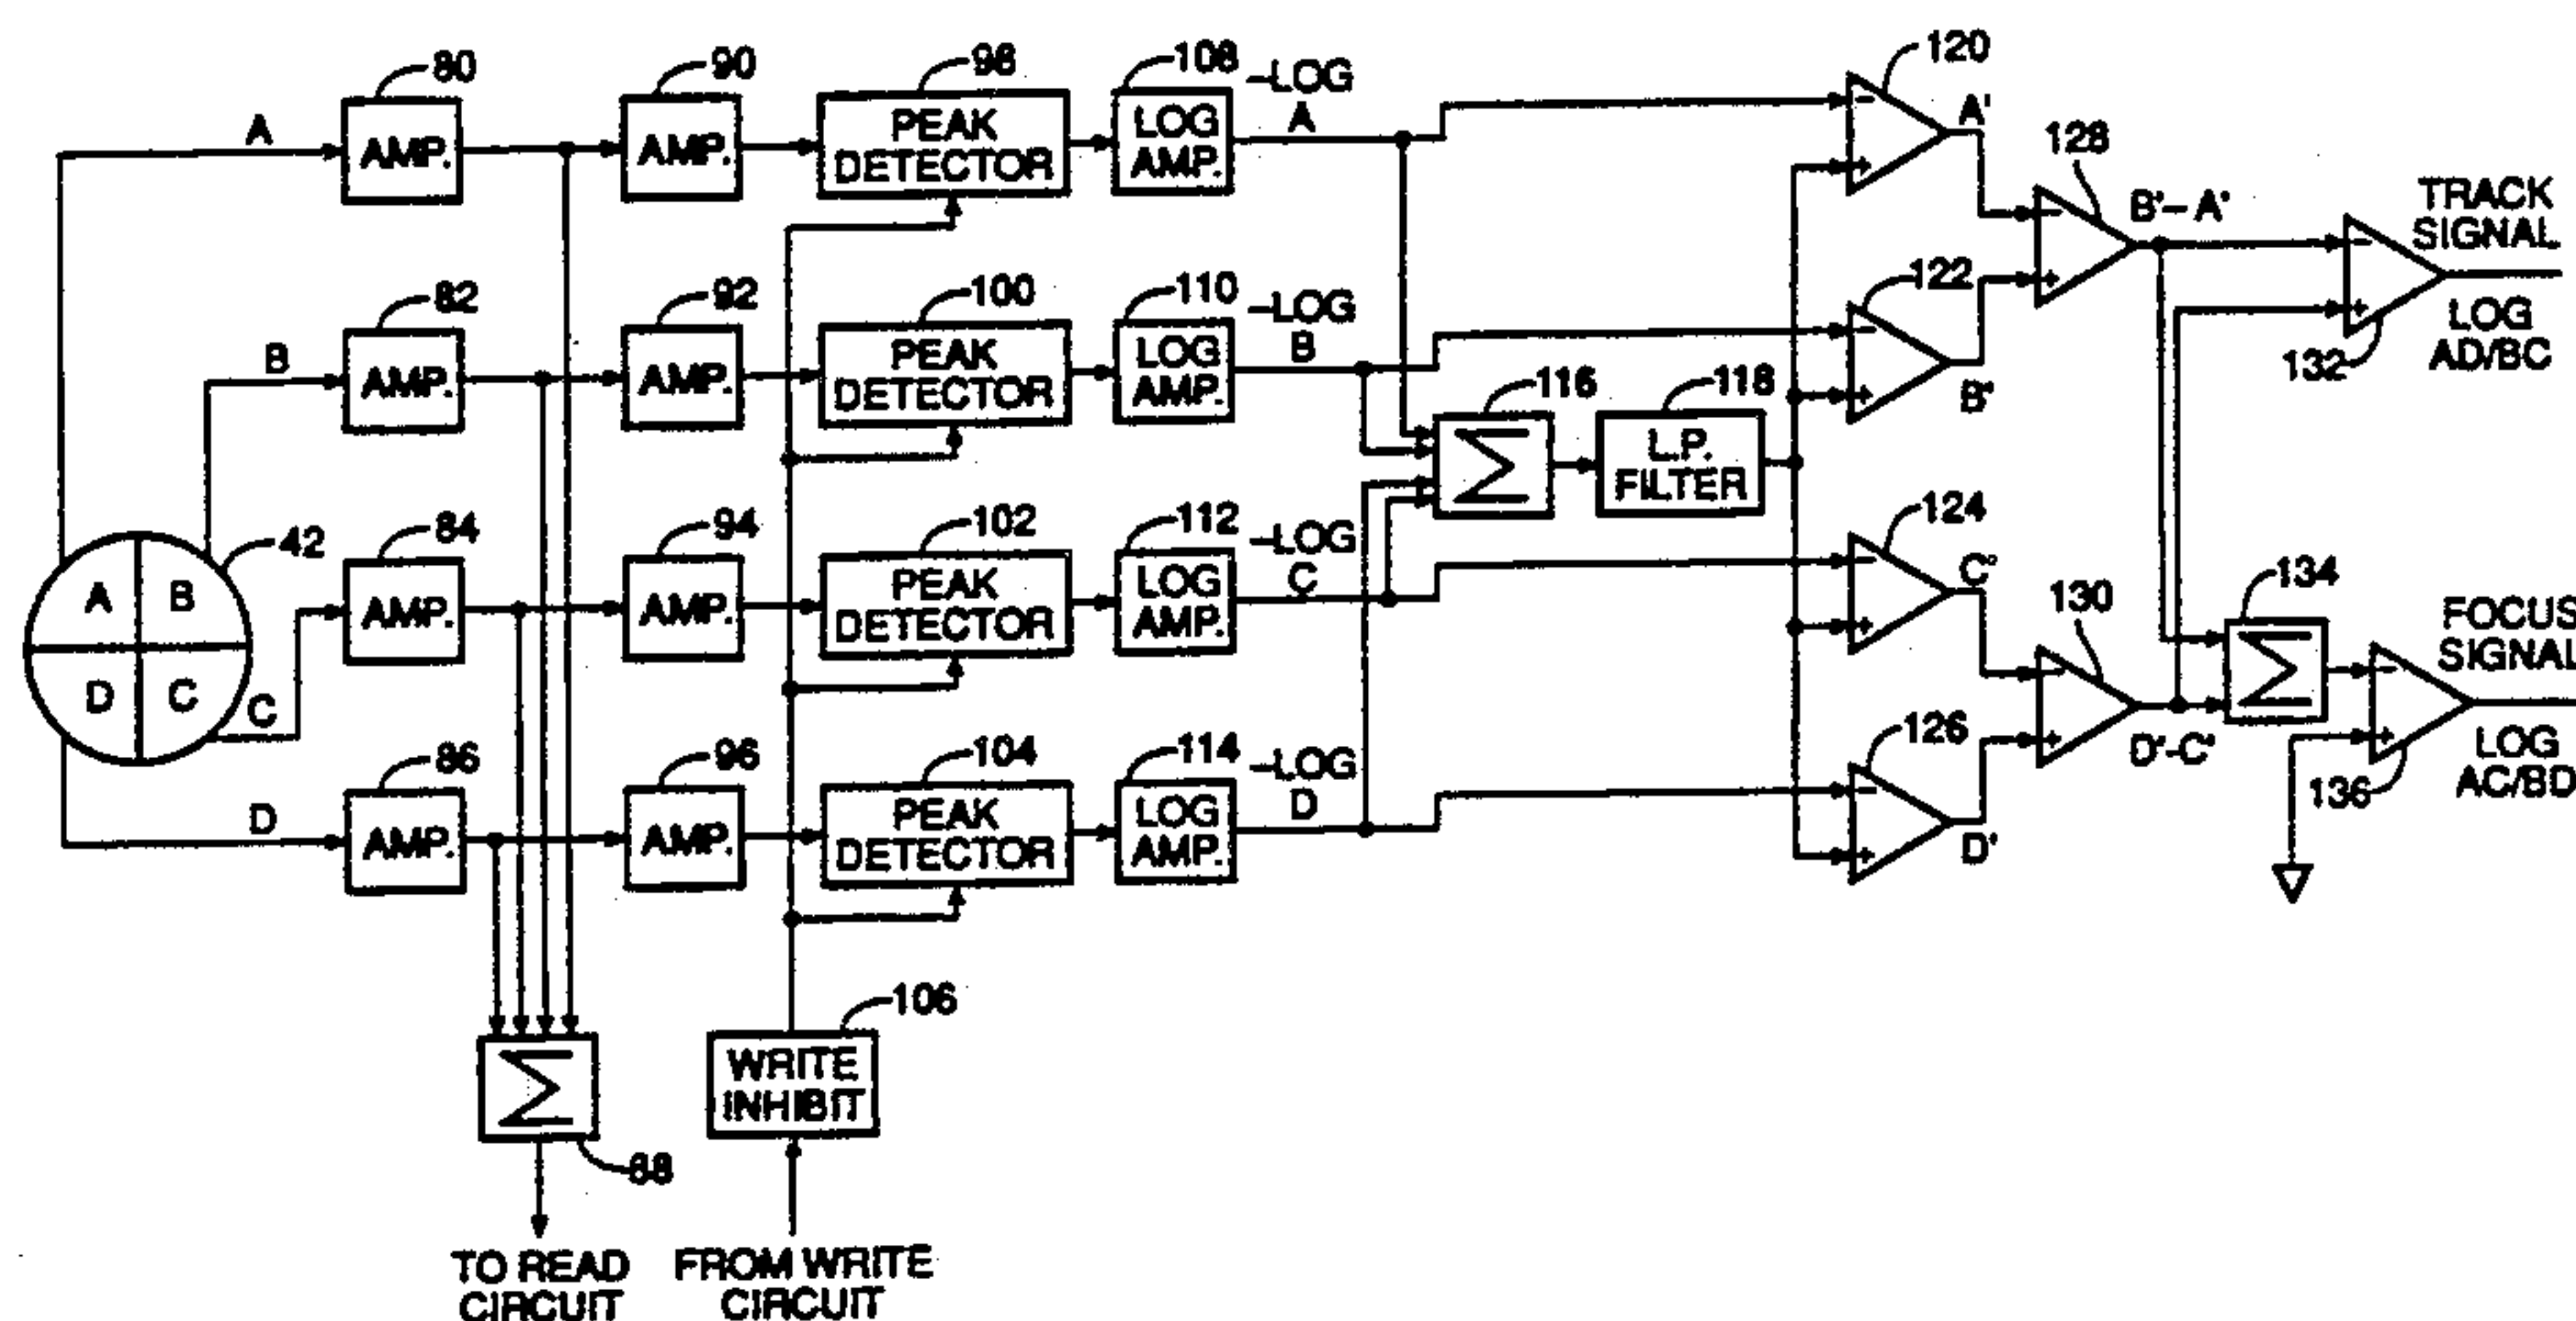 80
90
98
108
-LOG
A
120
A
AMP.
AMP.
PEAK
DETECTOR
LOG
AMP.
-
+
A'
128
B'-A'
TRACK
SIGNAL
-
+
-
+
LOG
AD/BC
132
82
92
100
110
-LOG
B
122
B
AMP.
AMP.
PEAK
DETECTOR
LOG
AMP.
-
+
B'
116
118
Σ
L.P.
FILTER
84
94
102
112
-LOG
C
124
42
A
B
D
C
C
AMP.
AMP.
PEAK
DETECTOR
LOG
AMP.
-
+
C'
130
134
-
+
D'-C'
Σ
FOCUS
SIGNAL
-
+
LOG
AC/BD
136
86
96
104
114
-LOG
D
126
D
AMP.
AMP.
PEAK
DETECTOR
LOG
AMP.
-
+
D'
106
Σ
WRITE
INHIBIT
TO READ
CIRCUIT
FROM WRITE
CIRCUIT